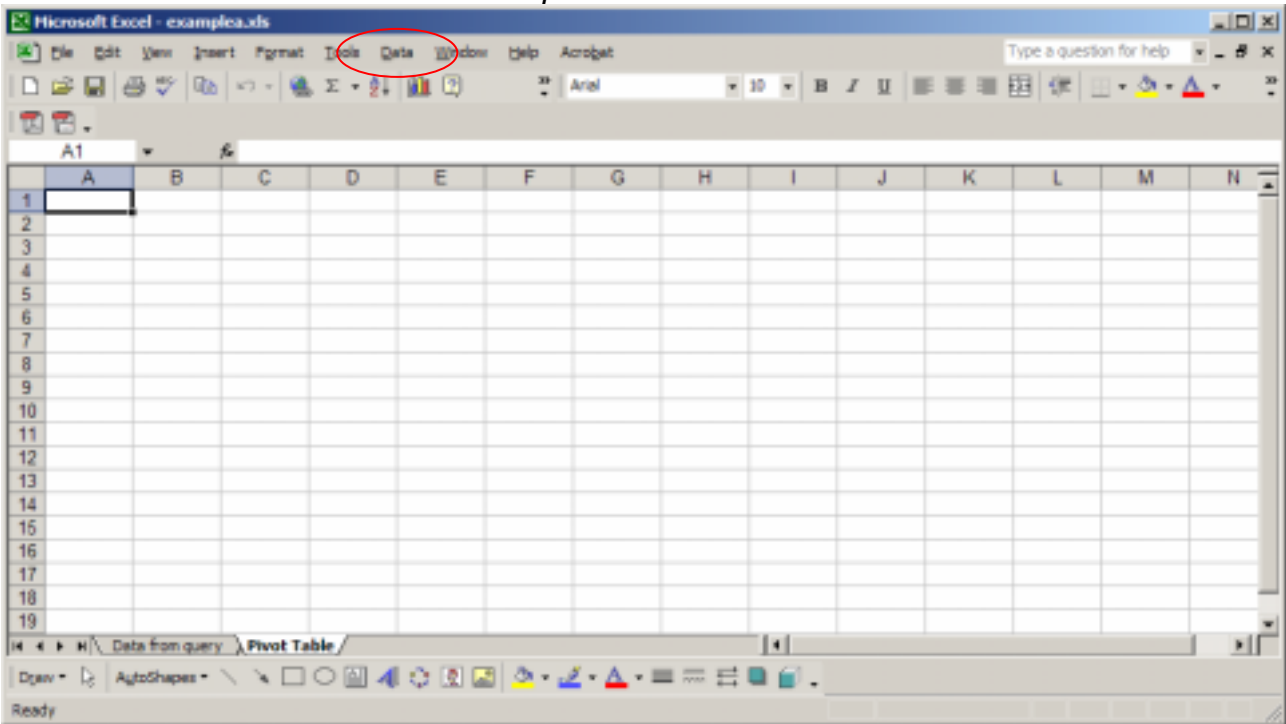 Microsoft Excel - examplea.xls
File Edit View Insert Format Tools Data Window Help Acrobat Type a question for help
Arial 10 B I U
A1 fx
A B C D E F G H I J K L M N
1
2
3
4
5
6
7
8
9
10
11
12
13
14
15
16
17
18
19
Data from query Pivot Table
Draw AutoShapes
Ready